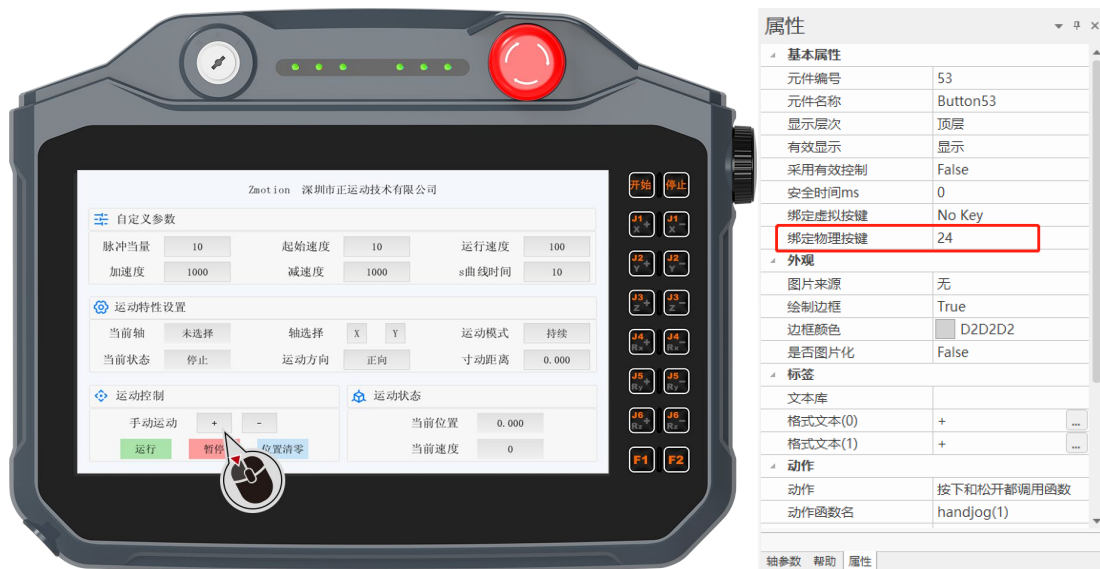 Zmotion 深圳市正运动技术有限公司
自定义参数
脉冲当量 10 起始速度 10 运行速度 100
加速度 1000 减速度 1000 s曲线时间 10
运动特性设置
当前轴 未选择 轴选择 X Y 运动模式 持续
当前状态 停止 运动方向 正向 寸动距离 0.000
运动控制 运动状态
手动运动 + - 当前位置 0.000
运行 暂停 位置清零 当前速度 0
开始 停止
J1 X+ J1 X-
J2 Y+ J2 Y-
J3 Z+ J3 Z-
J4 Rx+ J4 Rx-
J5 Ry+ J5 Ry-
J6 Rz+ J6 Rz-
F1 F2
属性
基本属性
元件编号 53
元件名称 Button53
显示层次 顶层
有效显示 显示
采用有效控制 False
安全时间ms 0
绑定虚拟按键 No Key
绑定物理按键 24
外观
图片来源 无
绘制边框 True
边框颜色 D2D2D2
是否图片化 False
标签
文本库
格式文本(0) + ...
格式文本(1) + ...
动作
动作 按下和松开都调用函数
动作函数名 handjog(1)
轴参数 帮助 属性